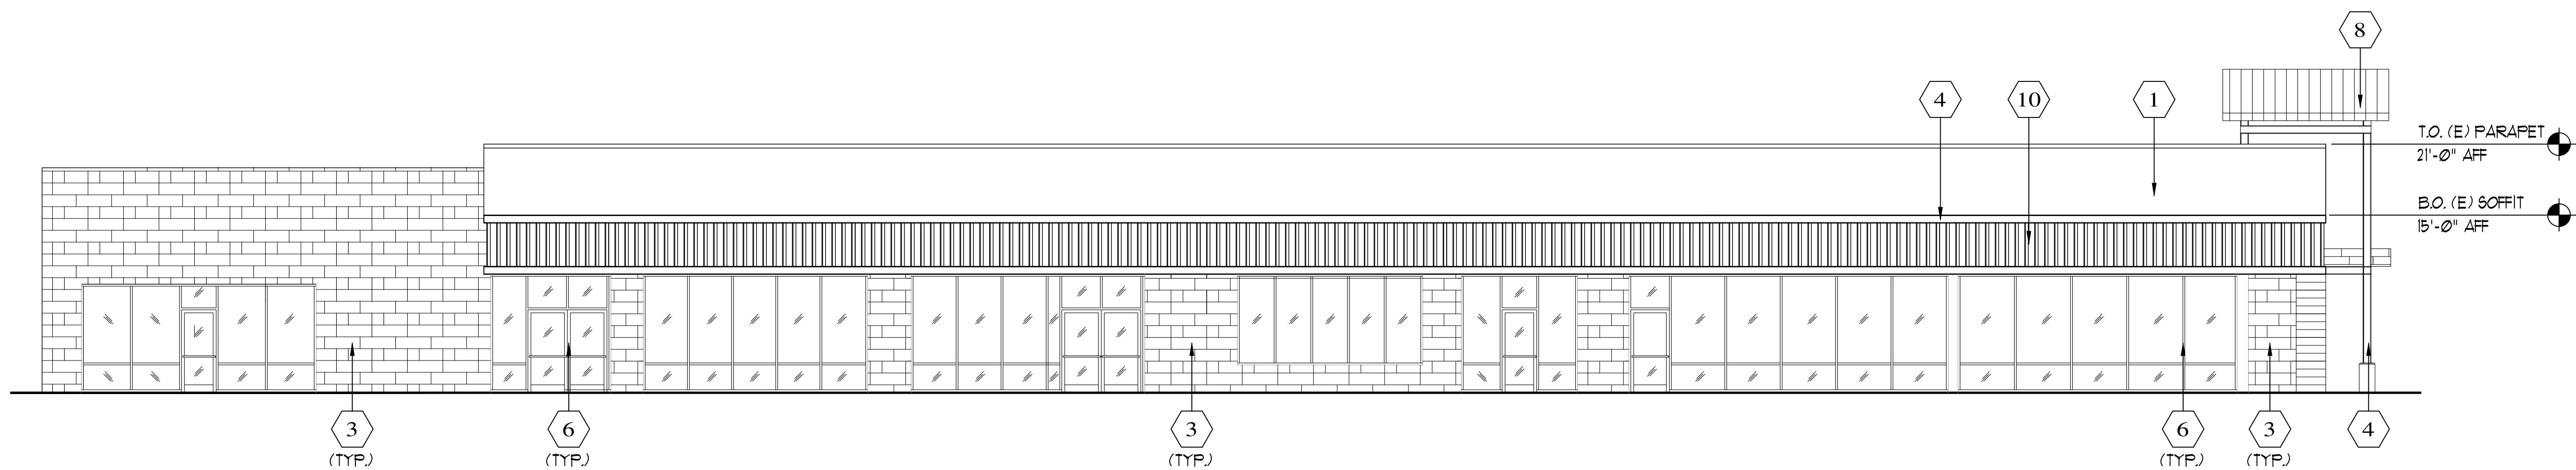 8
4
10
1
T.O. (E) PARAPET
21'-0" AFF
B.O. (E) SOFFIT
15'-0" AFF
3
(TYP.)
6
(TYP.)
3
(TYP.)
6
(TYP.)
3
(TYP.)
4